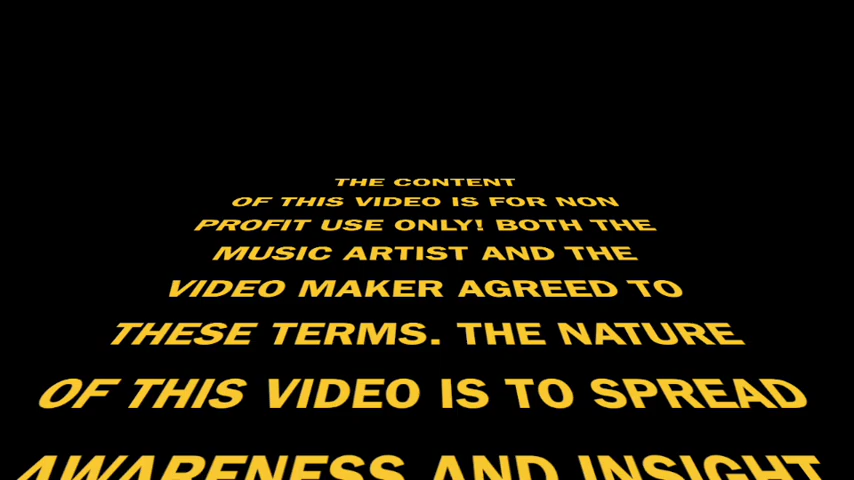 THE CONTENT
OF THIS VIDEO IS FOR NON
PROFIT USE ONLY! BOTH THE
MUSIC ARTIST AND THE
VIDEO MAKER AGREED TO
THESE TERMS. THE NATURE
OF THIS VIDEO IS TO SPREAD
AWARENESS AND INSIGHT